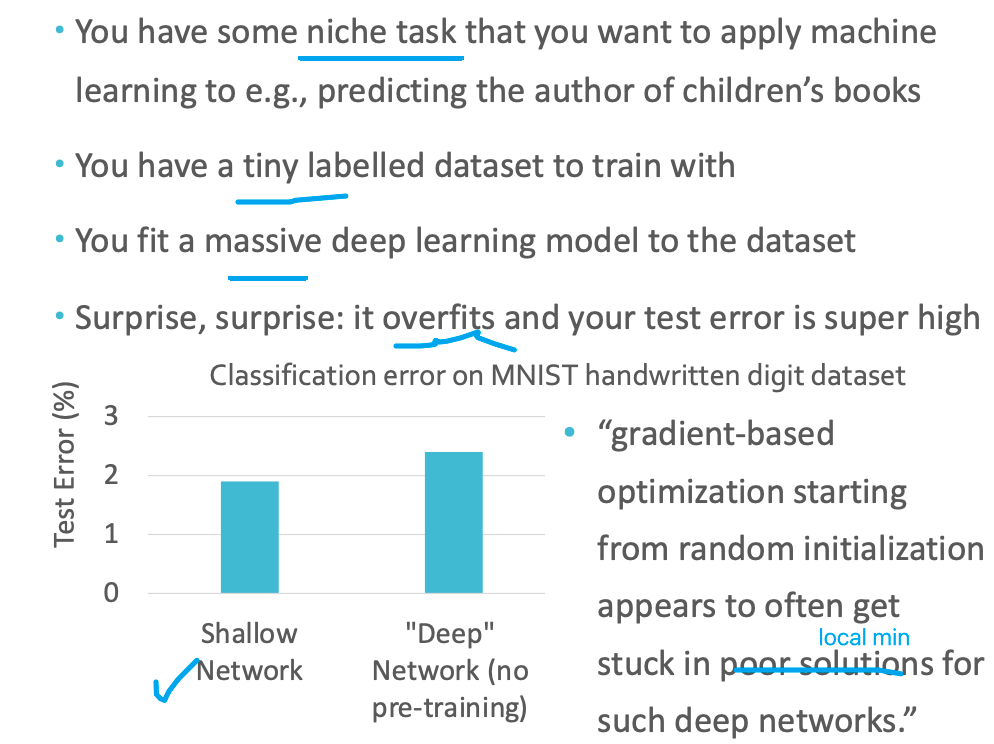 • You have some niche task that you want to apply machine
learning to e.g., predicting the author of children’s books
• You have a tiny labelled dataset to train with
• You fit a massive deep learning model to the dataset
• Surprise, surprise: it overfits and your test error is super high
Classification error on MNIST handwritten digit dataset
Test Error (%)
3
2
1
0
Shallow
Network
"Deep"
Network (no
pre-training)
• “gradient-based
optimization starting
from random initialization
appears to often get
local min
stuck in poor solutions for
such deep networks.”